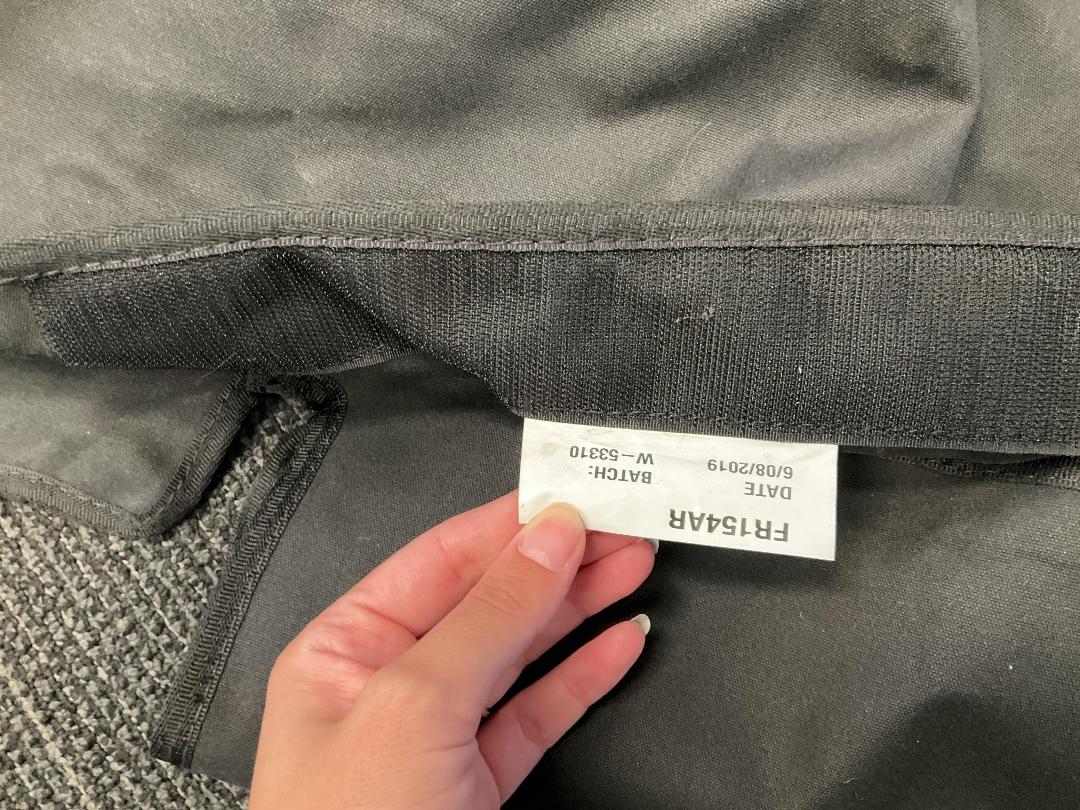 FR154AR
DATE BATCH:
6/08/2019 W-53310